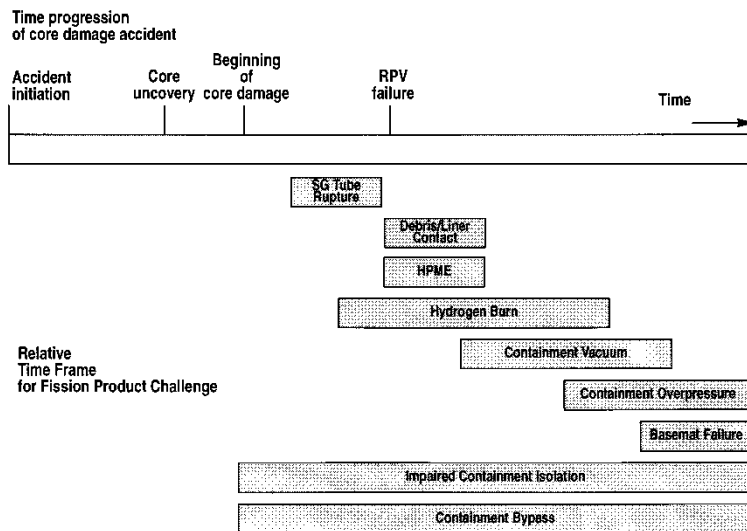 Time progression
of core damage accident
Accident
initiation
Core
uncovery
Beginning
of
core damage
RPV
failure
Time
SG Tube
Rupture
Debris/Liner
Contact
HPME
Hydrogen Burn
Containment Vacuum
Relative
Time Frame
for Fission Product Challenge
Containment Overpressure
Basemat Failure
Impaired Containment Isolation
Containment Bypass